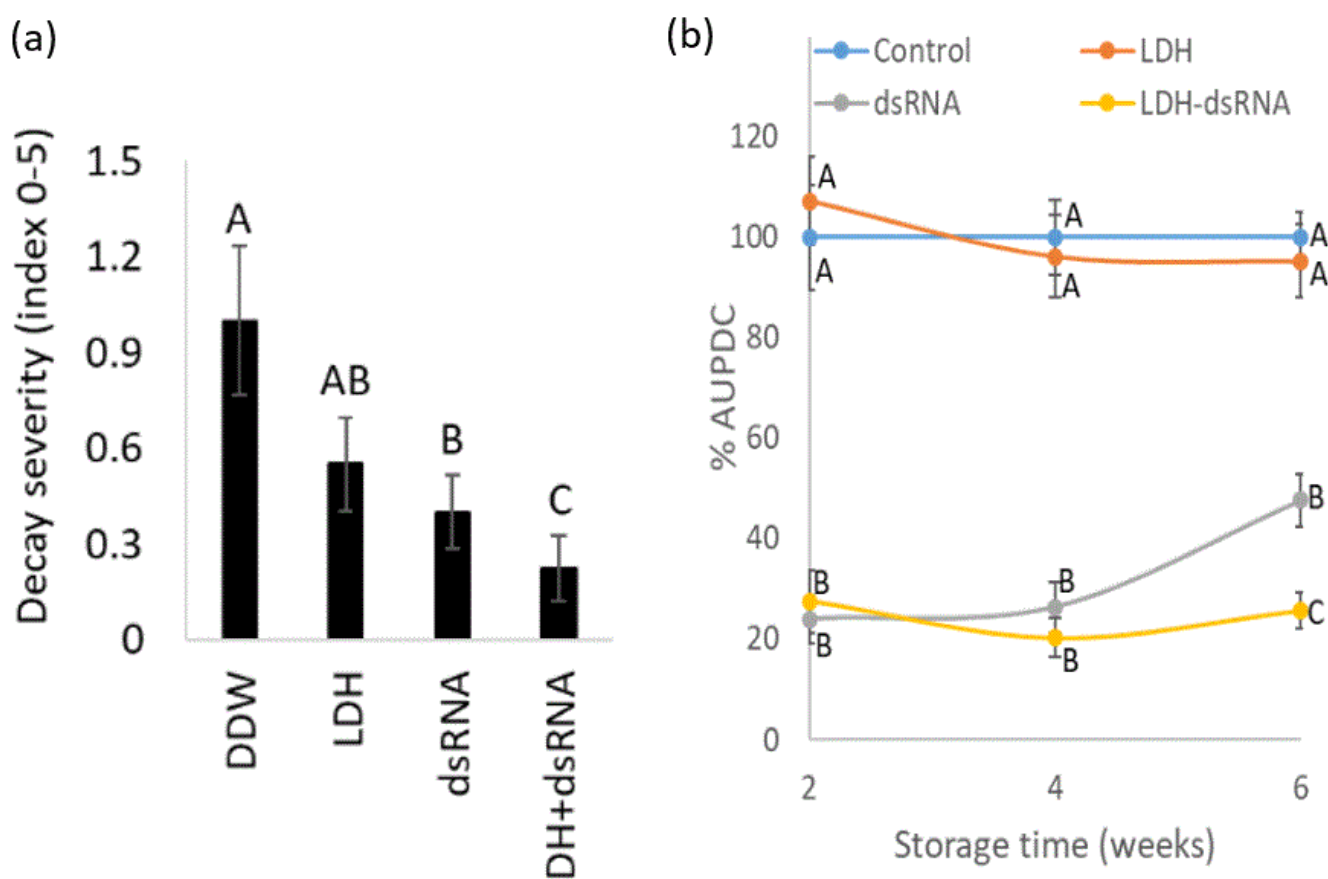 (a)
Decay severity (index 0-5)
1.5
1.2
0.9
0.6
0.3
0
A
AB
B
C
DDW
LDH
dsRNA
DH+dsRNA
(b)
Control
LDH
dsRNA
LDH-dsRNA
% AUPDC
120
100
80
60
40
20
0
A
A
A
A
A
A
B
B
B
B
B
C
2
4
6
Storage time (weeks)